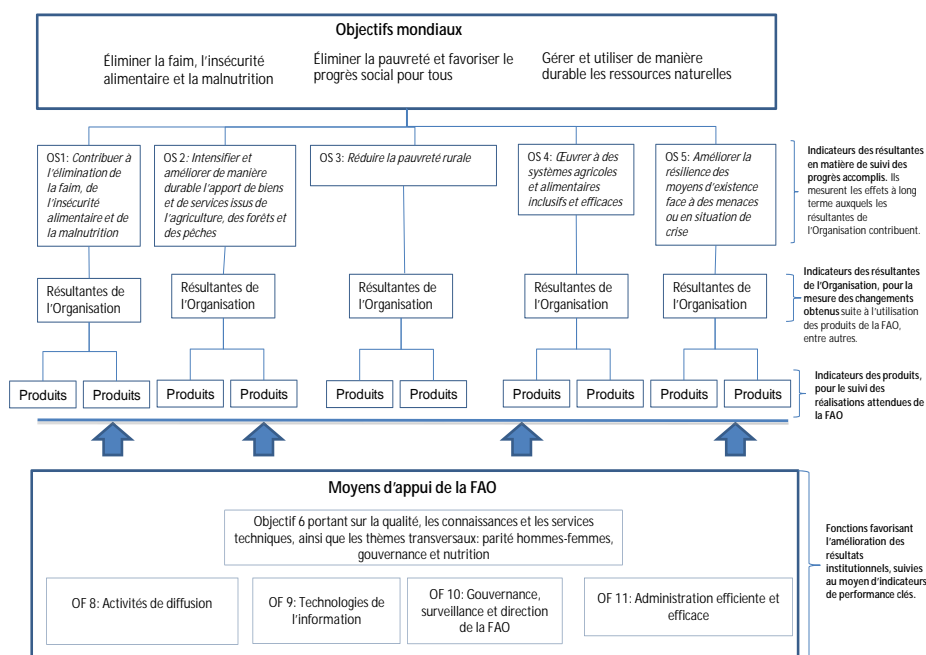 Objectifs mondiaux
Éliminer la faim, l'insécurité
alimentaire et la malnutrition
Éliminer la pauvreté et favoriser le
progrès social pour tous
Gérer et utiliser de manière
durable les ressources naturelles
OS1: Contribuer à
l'élimination de
la faim, de
l'insécurité
alimentaire et de
la malnutrition
OS 2: Intensifier et
améliorer de manière
durable l'apport de biens
et de services issus de
l'agriculture, des forêts et
des pêches
OS 3: Réduire la pauvreté rurale
OS 4: Œuvrer à des
systèmes agricoles
et alimentaires
inclusifs et efficaces
OS 5: Améliorer la
résilience des
moyens d'existence
face à des menaces
ou en situation de
crise
Indicateurs des résultantes
en matière de suivi des
progrès accomplis. Ils
mesurent les effets à long
terme auxquels les
résultantes de
l'Organisation contribuent.
Résultantes de
l'Organisation
Résultantes de
l'Organisation
Résultantes de
l'Organisation
Résultantes de
l'Organisation
Résultantes de
l'Organisation
Indicateurs des résultantes
de l'Organisation, pour la
mesure des changements
obtenus suite à l'utilisation
des produits de la FAO,
entre autres.
Produits
Produits
Produits
Produits
Produits
Produits
Produits
Produits
Produits
Produits
Indicateurs des produits,
pour le suivi des
réalisations attendues de
la FAO
Moyens d'appui de la FAO
Objectif 6 portant sur la qualité, les connaissances et les services
techniques, ainsi que les thèmes transversaux: parité hommes-femmes,
gouvernance et nutrition
OF 8: Activités de diffusion
OF 9: Technologies de
l'information
OF 10: Gouvernance,
surveillance et direction
de la FAO
OF 11: Administration efficiente et
efficace
Fonctions favorisant
l'amélioration des
résultats
institutionnels, suivies
au moyen d'indicateurs
de performance clés.